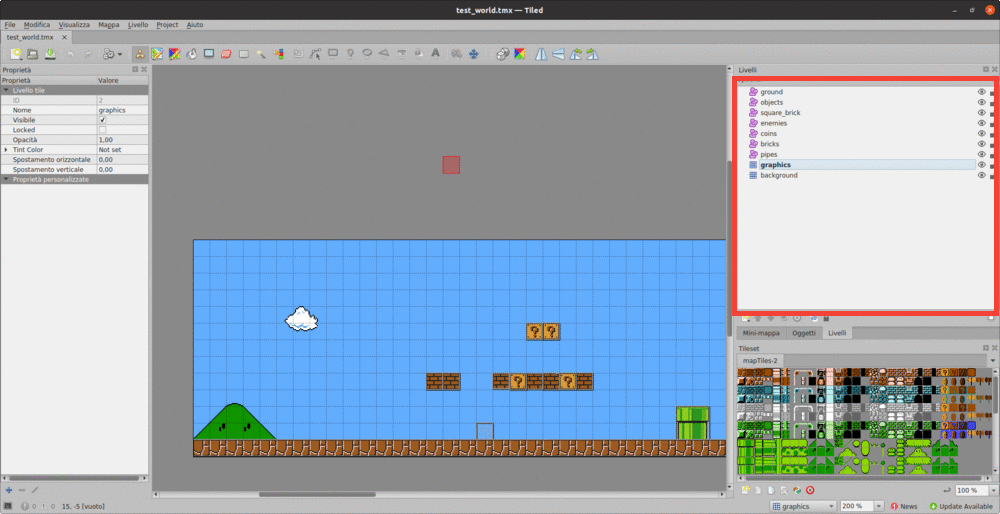 test_world.tmx — Tiled
File Modifica Visualizza Mappa Livello Project Aiuto
test_world.tmx
Proprietà
Proprietà Valore
Livello tile
ID 2
Nome graphics
Visibile
Locked
Opacità 1,00
Tint Color Not set
Spostamento orizzontale 0,00
Spostamento verticale 0,00
Proprietà personalizzate
? ?
? ?
Livelli
ground
objects
square_brick
enemies
coins
bricks
pipes
graphics
background
Mini-mappa Oggetti Livelli
Tileset
mapTiles-2
100 %
0 0 15, -5 [vuoto]
graphics 200 % News Update Available